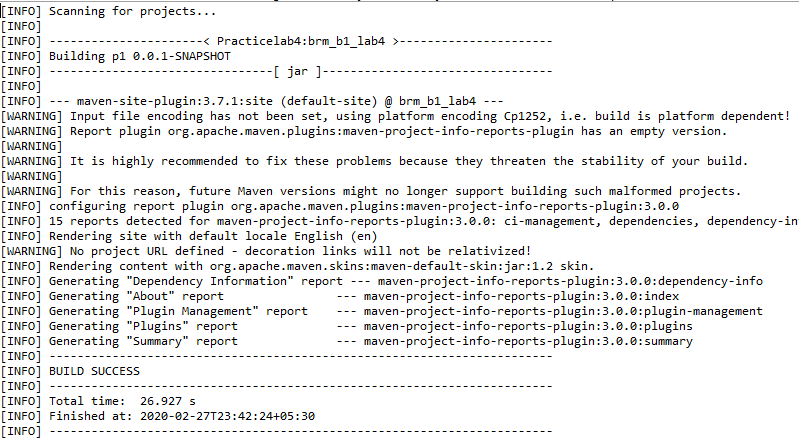 [INFO] Scanning for projects...
[INFO]
[INFO] ----------------------< Practicelab4:brm_b1_lab4 >----------------------
[INFO] Building p1 0.0.1-SNAPSHOT
[INFO] --------------------------------[ jar ]---------------------------------
[INFO]
[INFO] --- maven-site-plugin:3.7.1:site (default-site) @ brm_b1_lab4 ---
[WARNING] Input file encoding has not been set, using platform encoding Cp1252, i.e. build is platform dependent!
[WARNING] Report plugin org.apache.maven.plugins:maven-project-info-reports-plugin has an empty version.
[WARNING]
[WARNING] It is highly recommended to fix these problems because they threaten the stability of your build.
[WARNING]
[WARNING] For this reason, future Maven versions might no longer support building such malformed projects.
[INFO] configuring report plugin org.apache.maven.plugins:maven-project-info-reports-plugin:3.0.0
[INFO] 15 reports detected for maven-project-info-reports-plugin:3.0.0: ci-management, dependencies, dependency-in
[INFO] Rendering site with default locale English (en)
[WARNING] No project URL defined - decoration links will not be relativized!
[INFO] Rendering content with org.apache.maven.skins:maven-default-skin:jar:1.2 skin.
[INFO] Generating "Dependency Information" report --- maven-project-info-reports-plugin:3.0.0:dependency-info
[INFO] Generating "About" report --- maven-project-info-reports-plugin:3.0.0:index
[INFO] Generating "Plugin Management" report --- maven-project-info-reports-plugin:3.0.0:plugin-management
[INFO] Generating "Plugins" report --- maven-project-info-reports-plugin:3.0.0:plugins
[INFO] Generating "Summary" report --- maven-project-info-reports-plugin:3.0.0:summary
[INFO] ------------------------------------------------------------------------
[INFO] BUILD SUCCESS
[INFO] ------------------------------------------------------------------------
[INFO] Total time:  26.927 s
[INFO] Finished at: 2020-02-27T23:42:24+05:30
[INFO] ------------------------------------------------------------------------